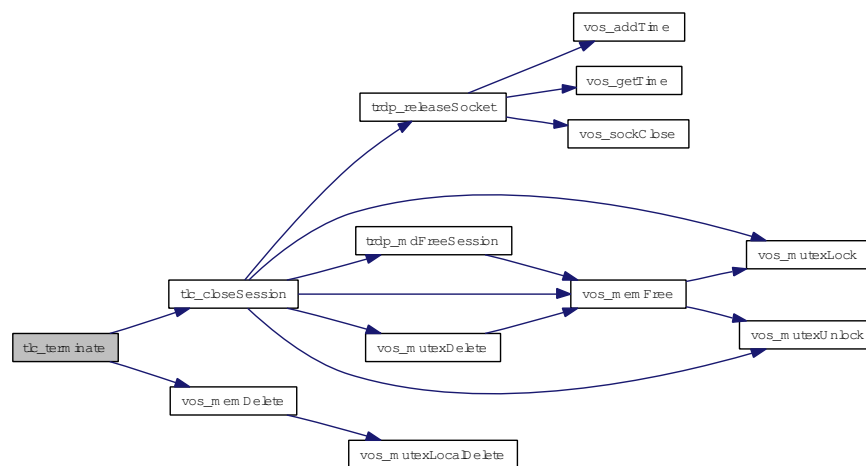 vos_addTime
vos_getTime
trdp_releaseSocket
vos_sockClose
trdp_mdFreeSession
vos_mutexLock
tlc_closeSession
vos_memFree
vos_mutexUnlock
tlc_terminate
vos_mutexDelete
vos_memDelete
vos_mutexLocalDelete